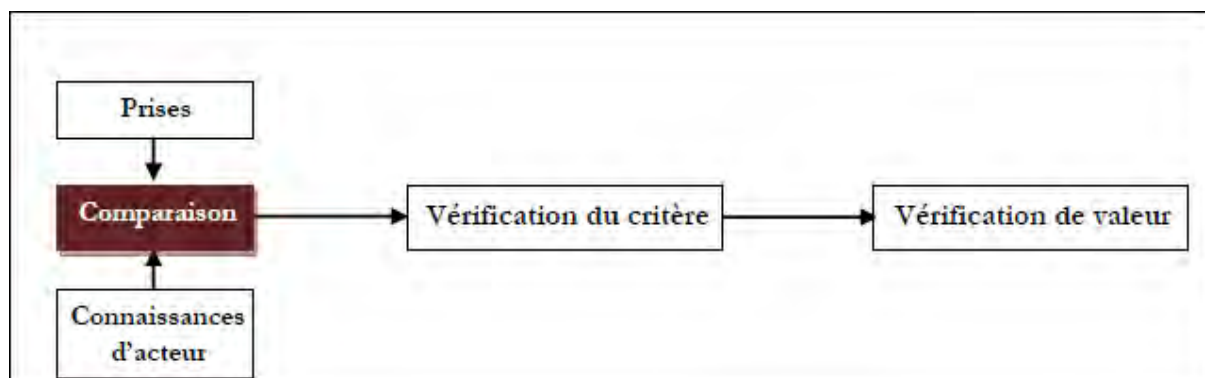 Prises
Comparaison
Vérification du critère
Vérification de valeur
Connaissances
d'acteur